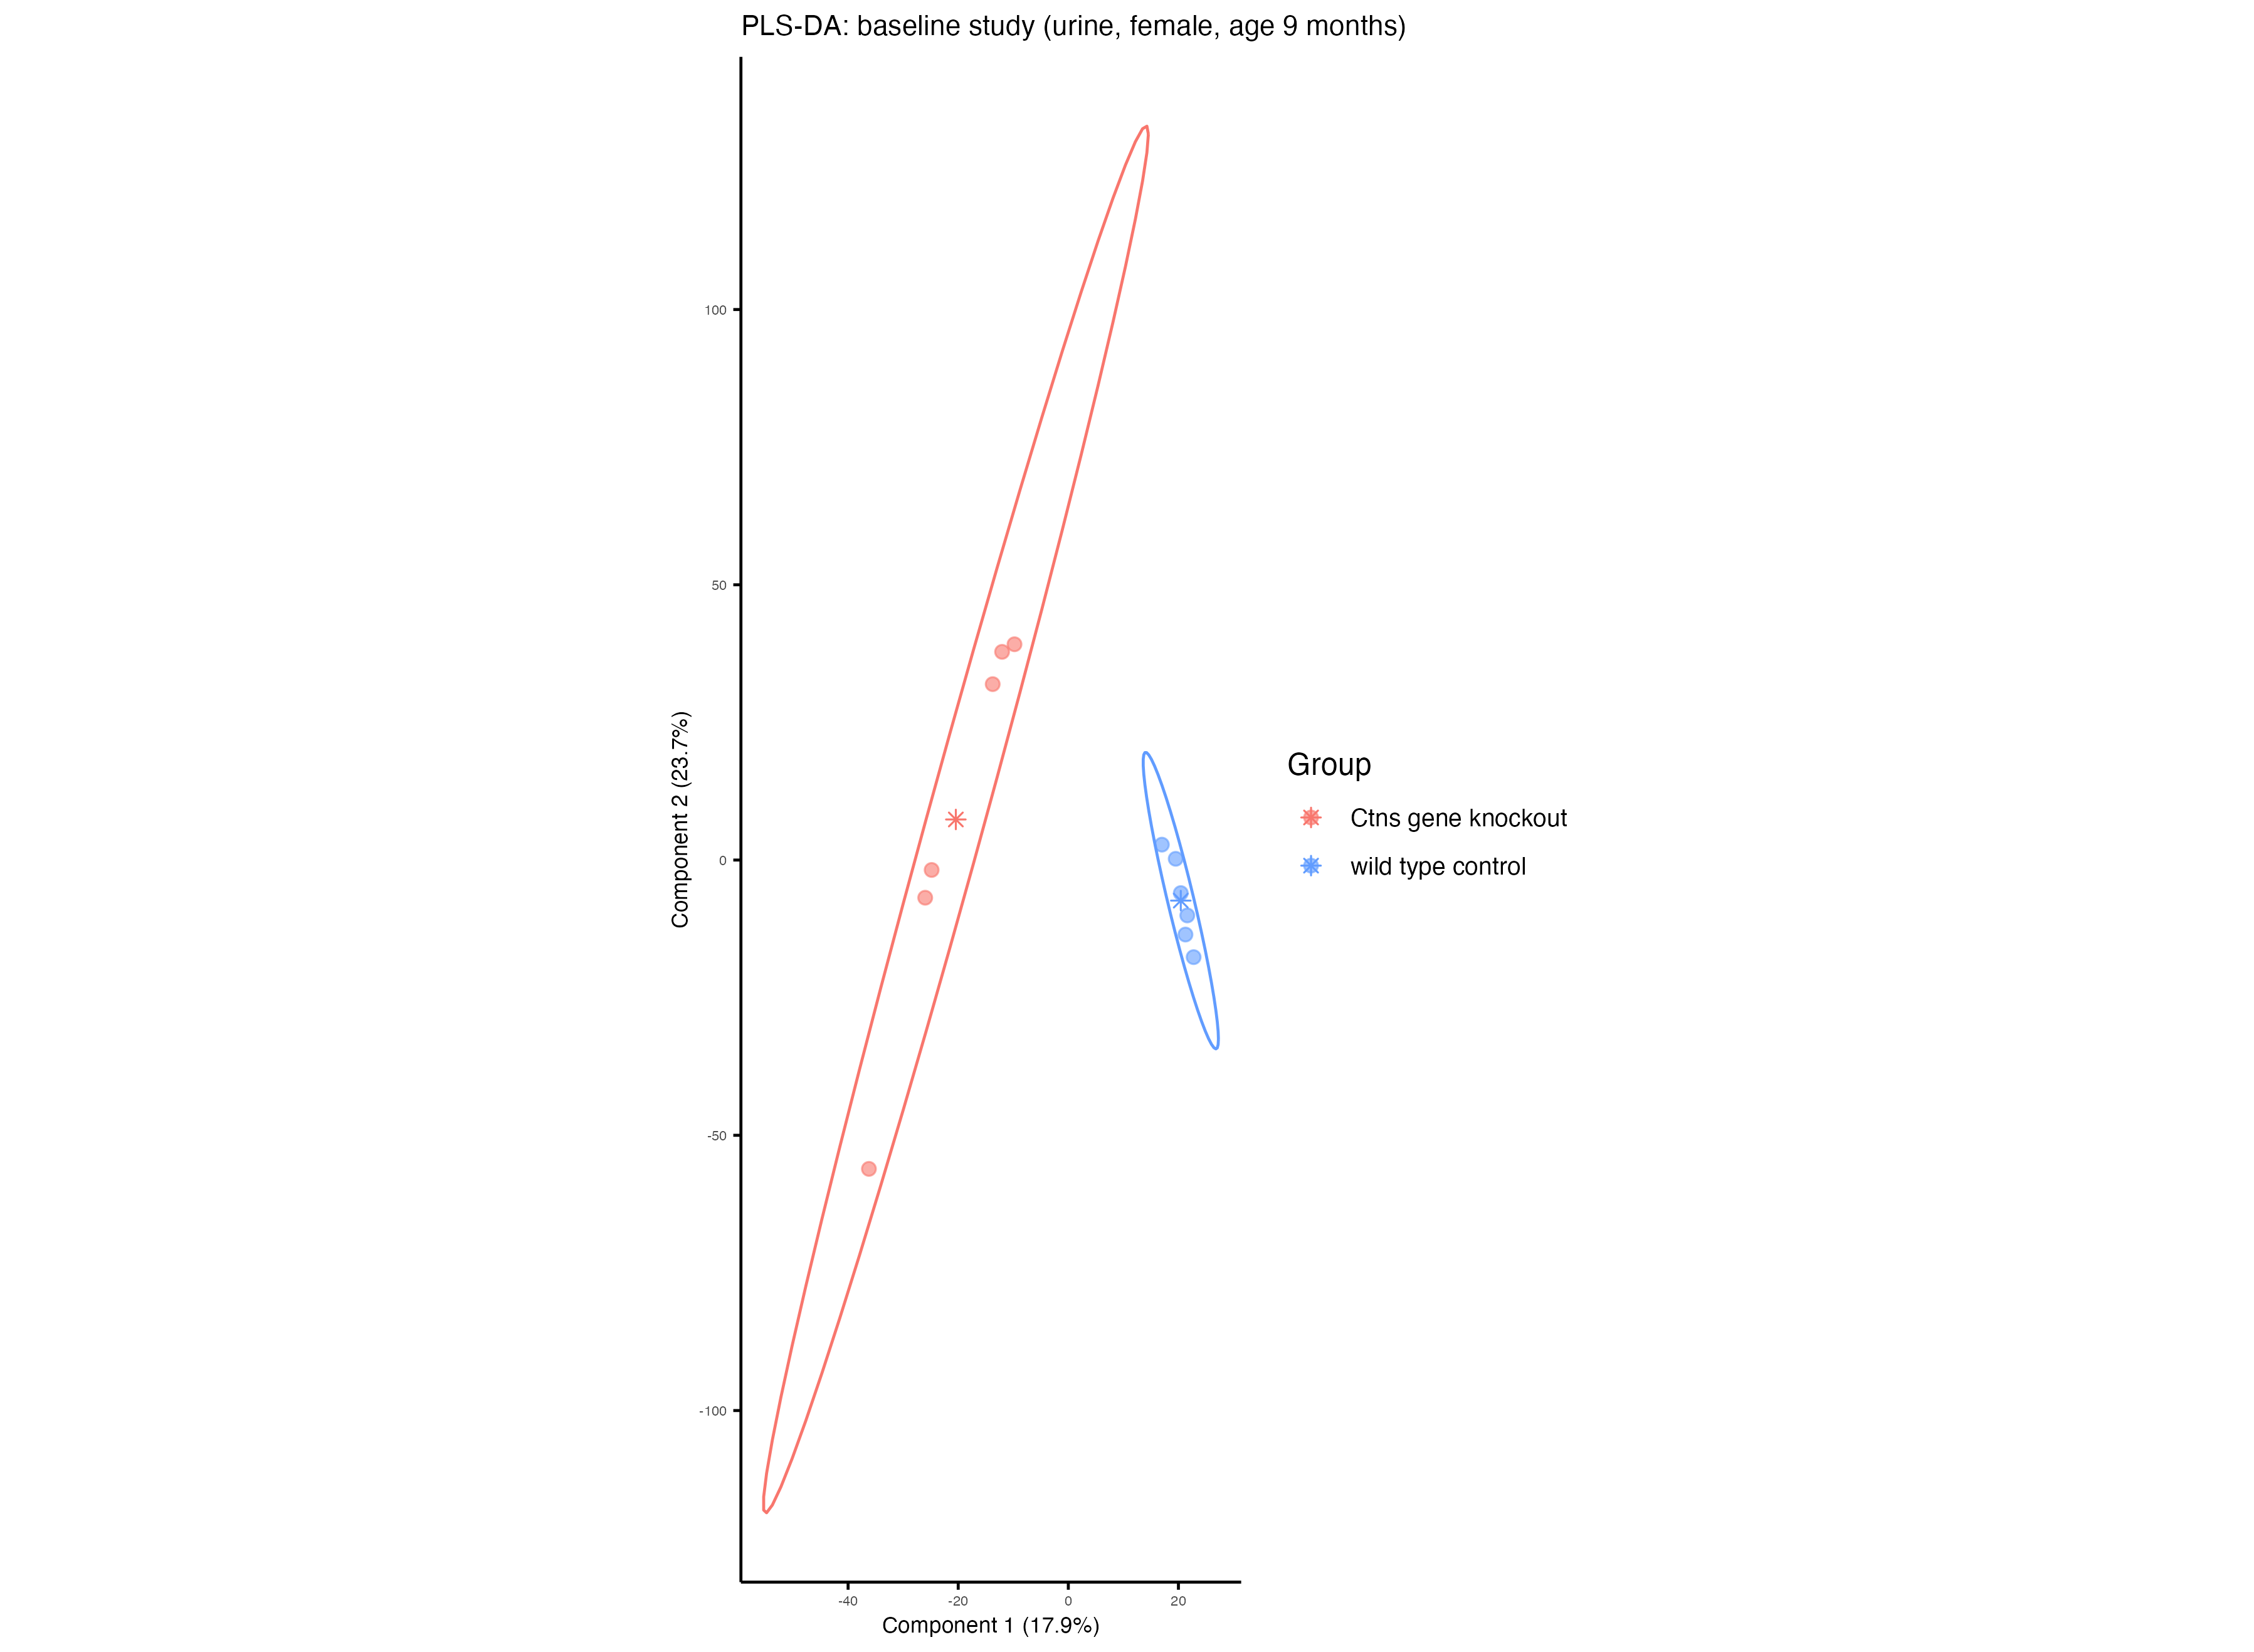 PLS-DA: baseline study (urine, female, age 9 months)
100
50
0
-50
-100
Component 2 (23.7%)
-40
-20
0
20
Component 1 (17.9%)
Group
Ctns gene knockout
wild type control